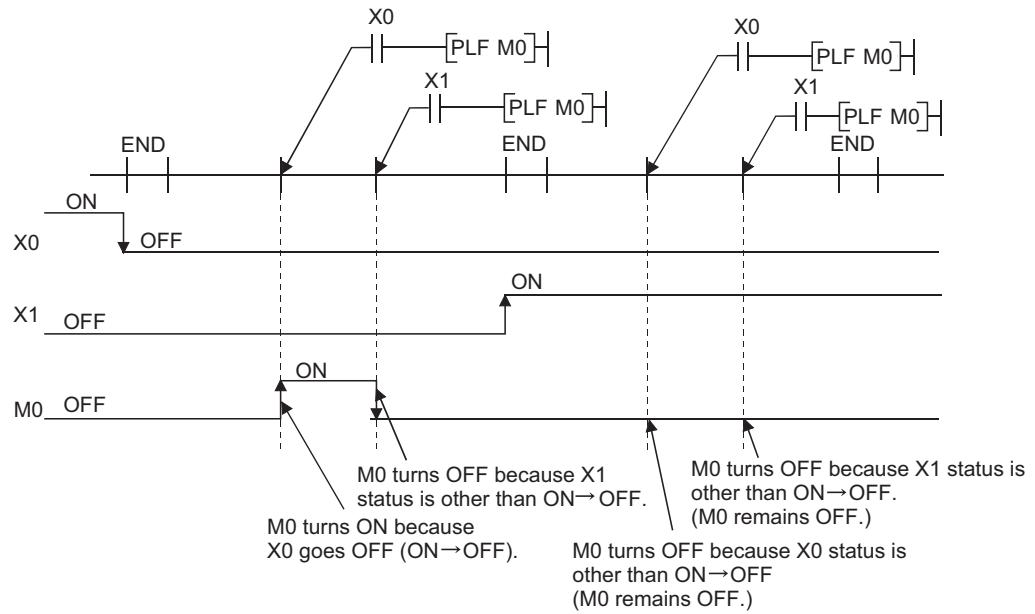 X0
[PLF M0]
X1
[PLF M0]
X0
[PLF M0]
X1
[PLF M0]
END
END
END
ON
X0
OFF
ON
X1
OFF
ON
M0
OFF
M0 turns OFF because X1
status is other than ON→OFF.
M0 turns ON because
X0 goes OFF (ON→OFF).
M0 turns OFF because X1 status is
other than ON→OFF.
(M0 remains OFF.)
M0 turns OFF because X0 status is
other than ON→OFF
(M0 remains OFF.)